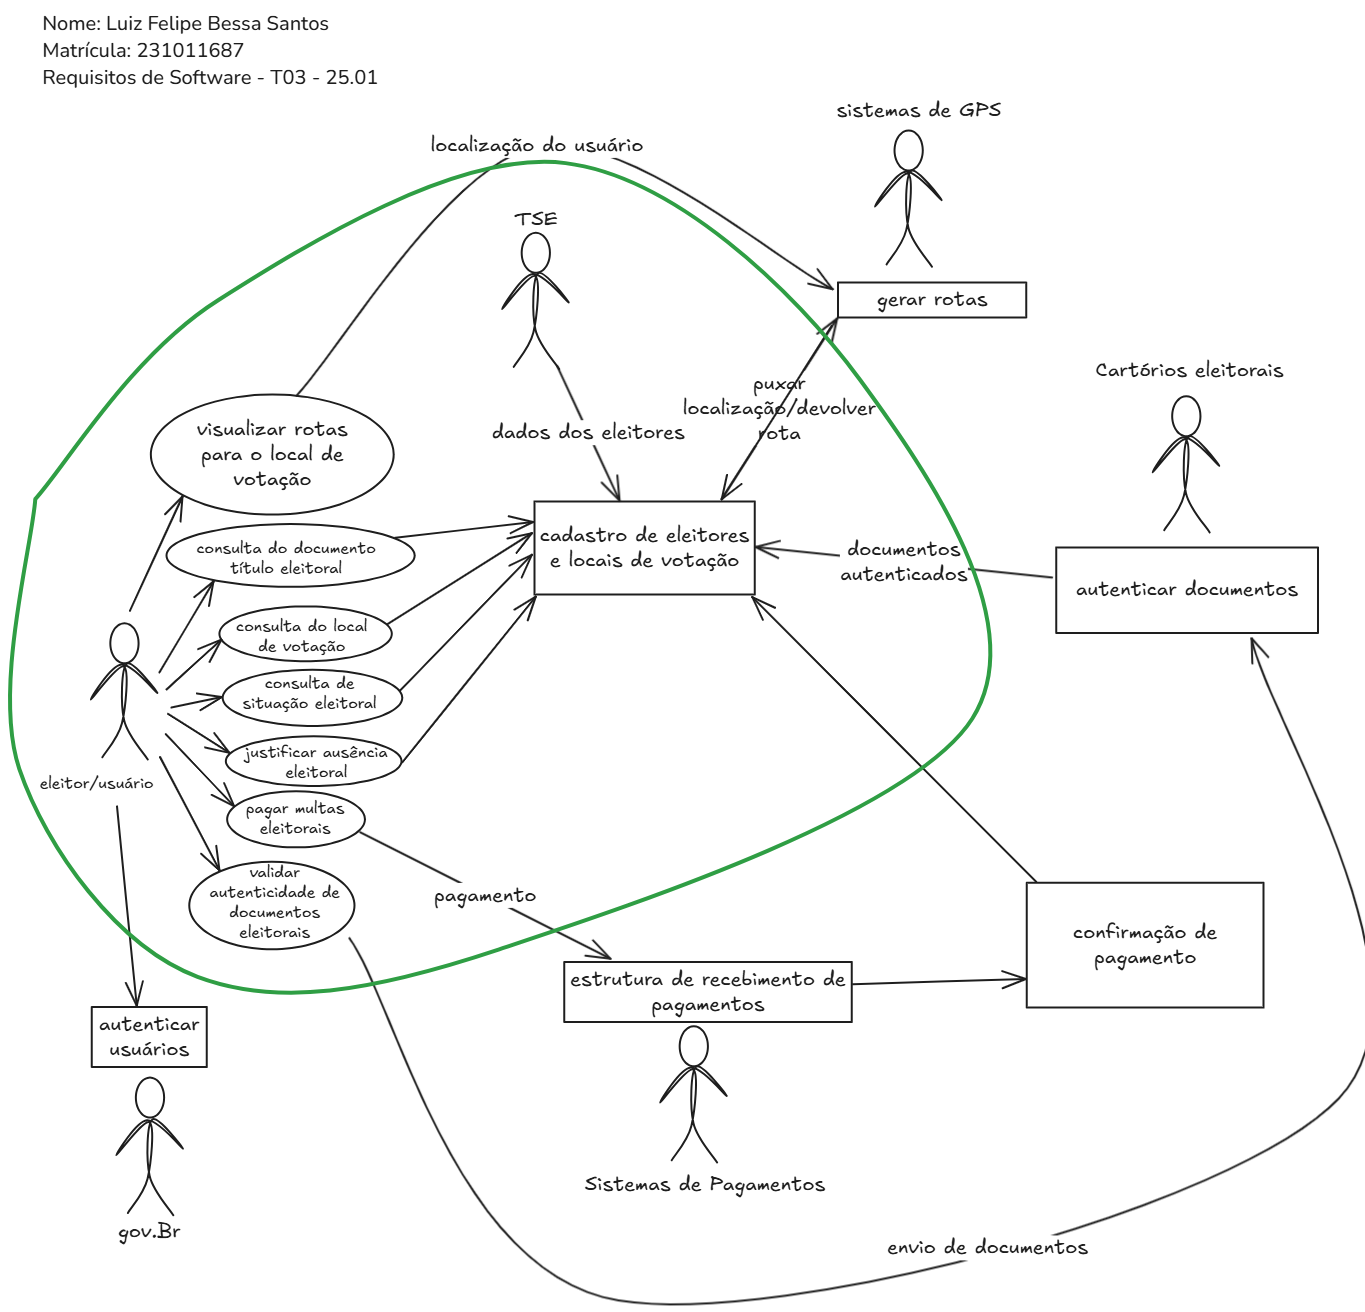 Nome: Luiz Felipe Bessa Santos
Matrícula: 231011687
Requisitos de Software - T03 - 25.01
sistemas de GPS
localização do usuário
TSE
gerar rotas
Cartórios eleitorais
puxar
localização/devolver
rota
dados dos eleitores
visualizar rotas
para o local de
votação
cadastro de eleitores
e locais de votação
consulta do documento
título eleitoral
documentos
autenticados
autenticar documentos
consulta do local
de votação
consulta de
situação eleitoral
justificar ausência
eleitoral
eleitor/usuário
pagar multas
eleitorais
validar
autenticidade de
documentos
eleitorais
pagamento
confirmação de
pagamento
estrutura de recebimento de
pagamentos
autenticar
usuários
Sistemas de Pagamentos
gov.Br
envio de documentos